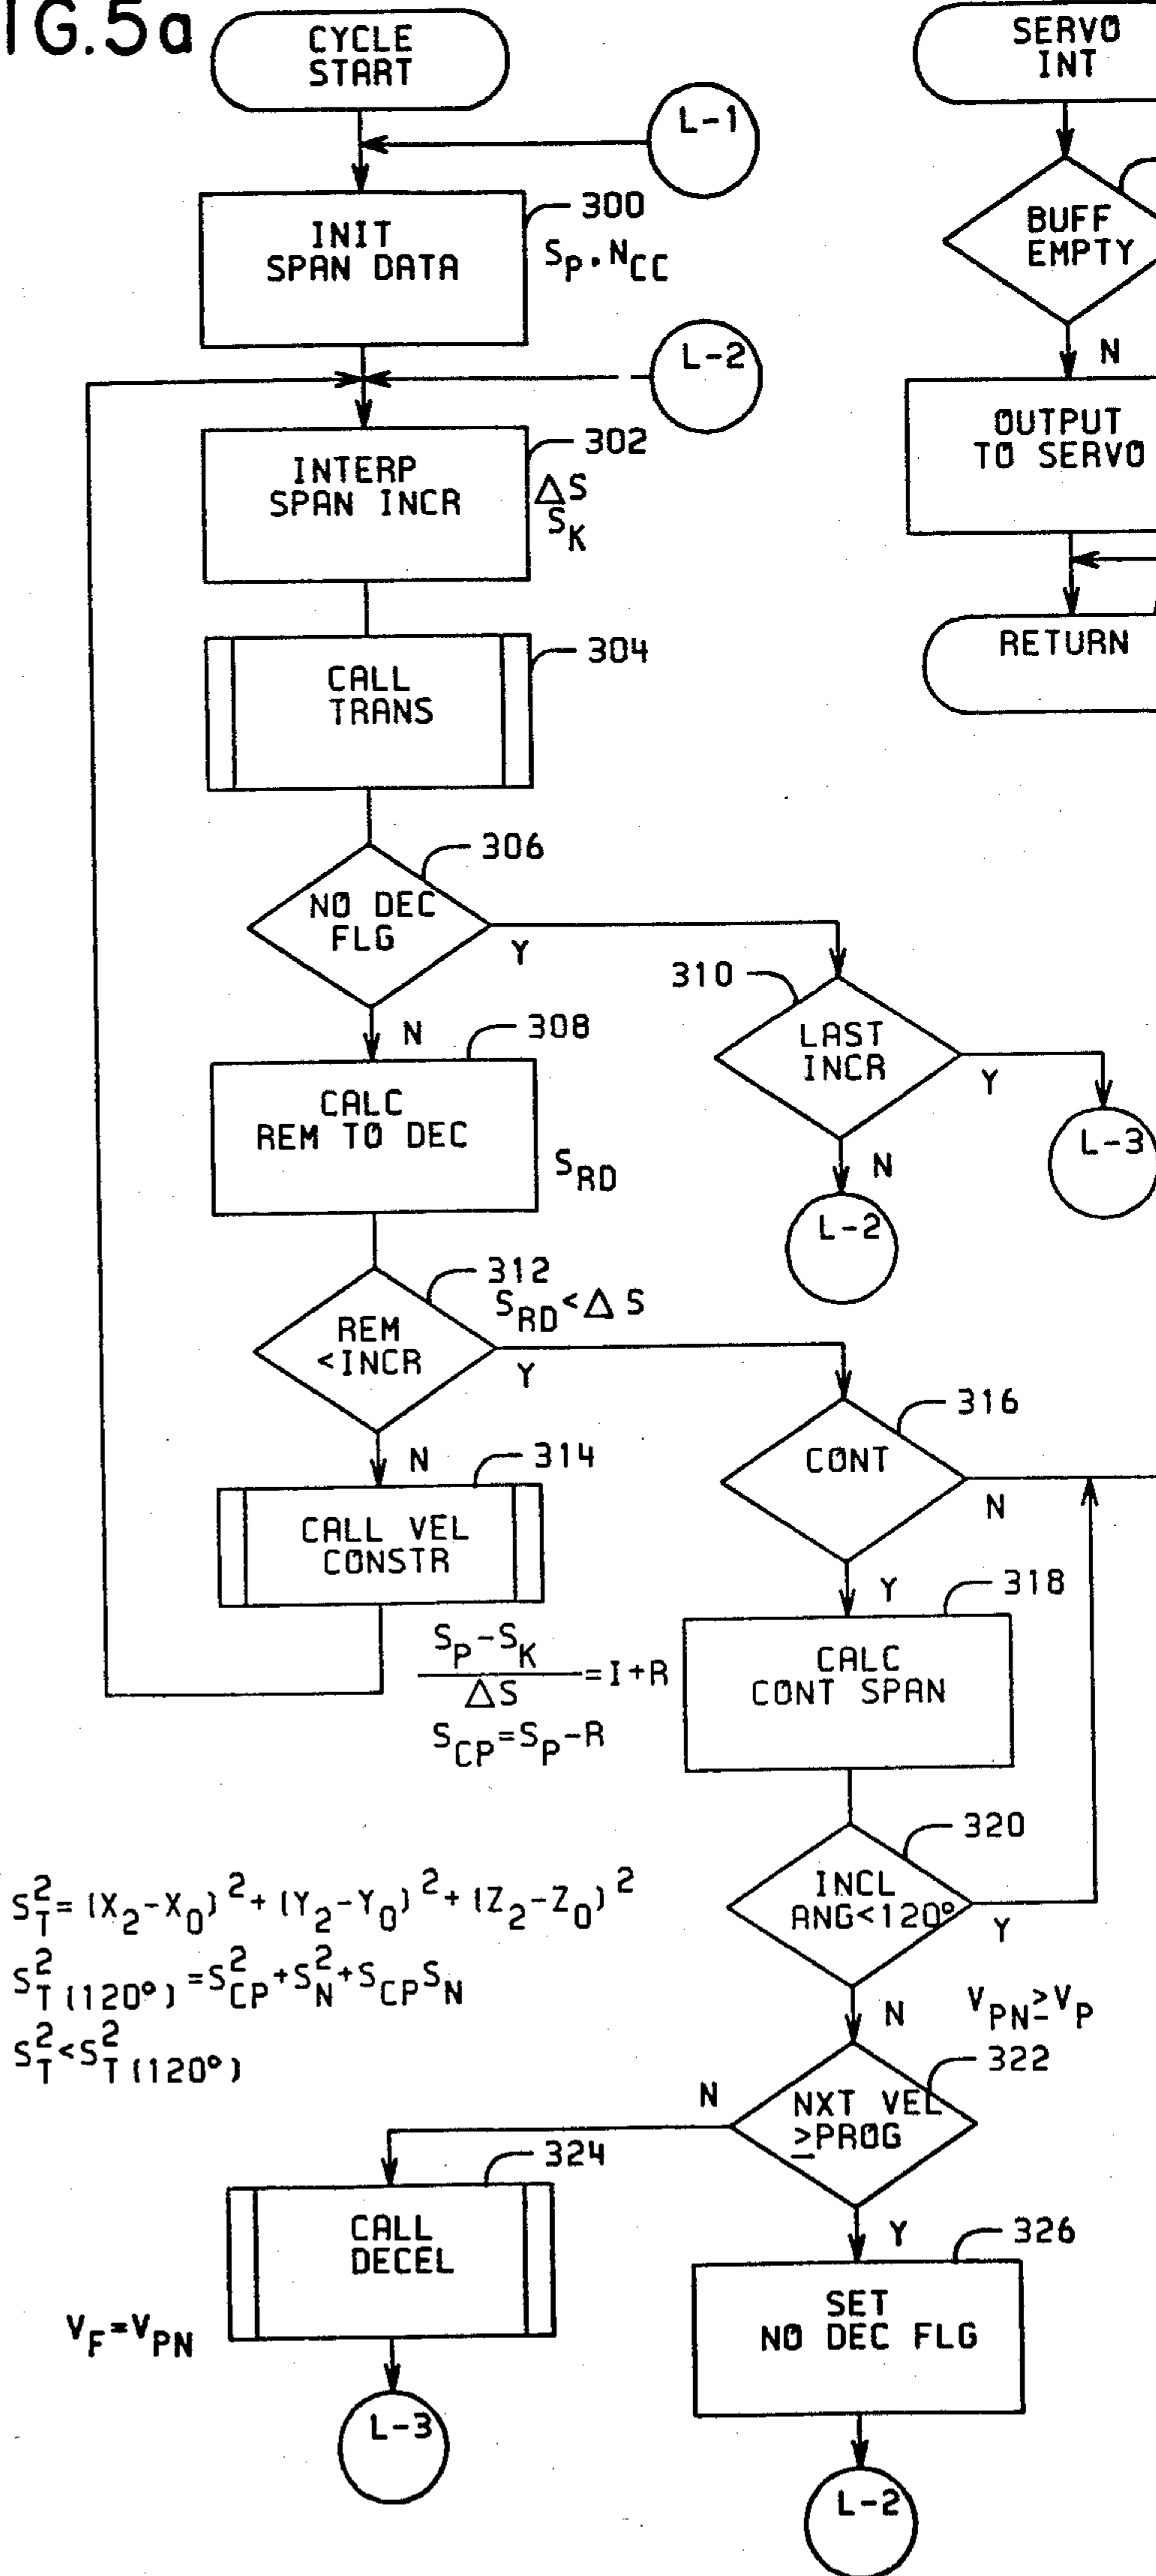 IG.5a
CYCLE
START
L-1
INIT
SPAN DATA
300
S_P, N_CC
L-2
INTERP
SPAN INCR
302
ΔS
S_K
CALL
TRANS
304
NO DEC
FLG
306
Y
N
310
LAST
INCR
Y
L-3
N
L-2
CALC
REM TO DEC
308
S_RD
REM
<INCR
312
S_RD<ΔS
Y
N
316
CONT
N
Y
CALL VEL
CONSTR
314
S_P-S_K
ΔS
=I+R
S_CP=S_P-R
CALC
CONT SPAN
318
INCL
ANG<120°
320
Y
N
S_T^2=(X_2-X_0)^2+(Y_2-Y_0)^2+(Z_2-Z_0)^2
S_T(120°)^2=S_CP^2+S_N^2+S_CP S_N
S_T^2<S_T(120°)^2
V_PN≥V_P
NXT VEL
≥PROG
322
N
Y
CALL
DECEL
324
V_F=V_PN
L-3
SET
NO DEC FLG
326
L-2
SERVO
INT
BUFF
EMPTY
N
OUTPUT
TO SERVO
RETURN